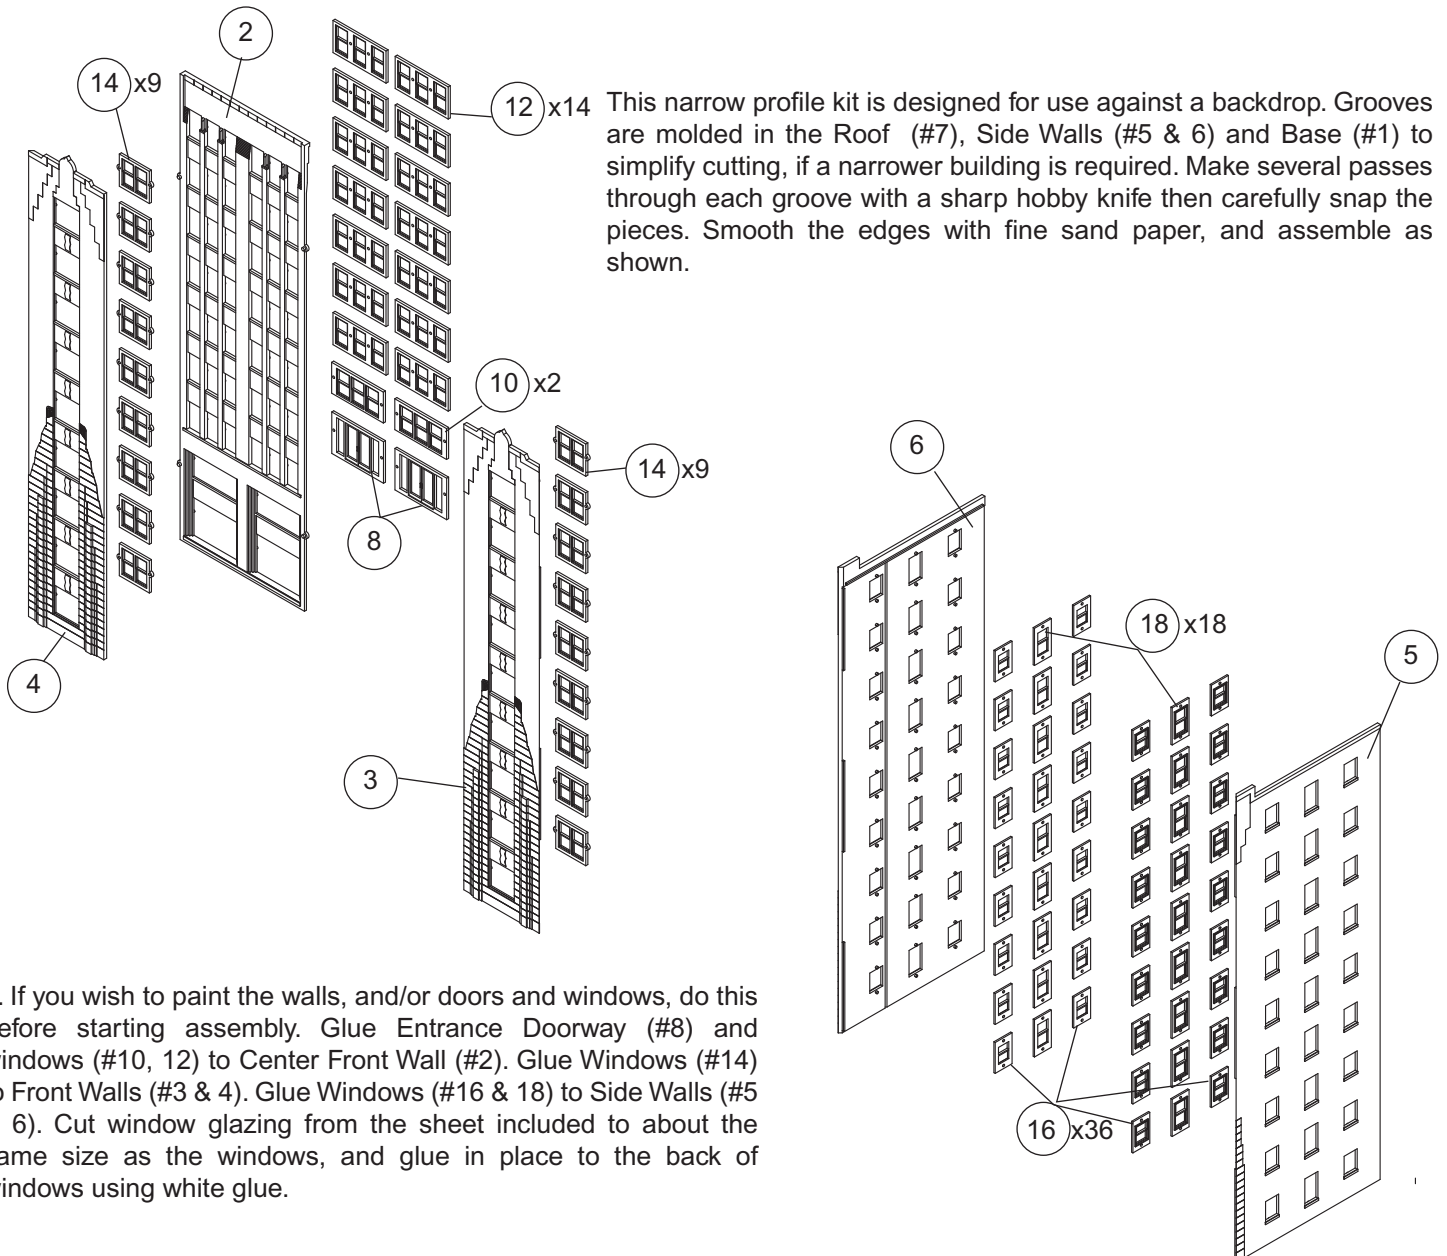 2
14 x9
12 x14
This narrow profile kit is designed for use against a backdrop. Grooves
are molded in the Roof (#7), Side Walls (#5 & 6) and Base (#1) to
simplify cutting, if a narrower building is required. Make several passes
through each groove with a sharp hobby knife then carefully snap the
pieces. Smooth the edges with fine sand paper, and assemble as
shown.
10 x2
14 x9
8
6
18 x18
5
4
3
16 x36
. If you wish to paint the walls, and/or doors and windows, do this
efore starting assembly. Glue Entrance Doorway (#8) and
indows (#10, 12) to Center Front Wall (#2). Glue Windows (#14)
o Front Walls (#3 & 4). Glue Windows (#16 & 18) to Side Walls (#5
6). Cut window glazing from the sheet included to about the
ame size as the windows, and glue in place to the back of
indows using white glue.